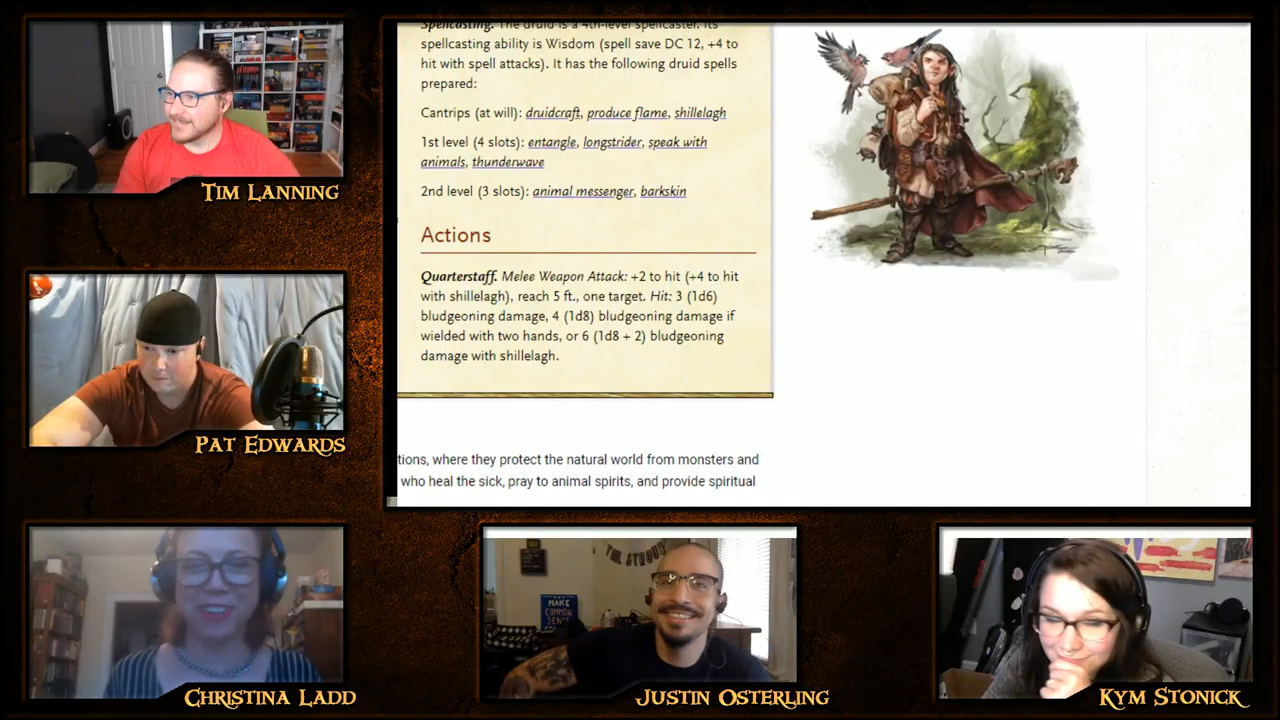 Spellcasting. The druid is a 4th-level spellcaster. Its
spellcasting ability is Wisdom (spell save DC 12, +4 to
hit with spell attacks). It has the following druid spells
prepared:
Cantrips (at will): druidcraft, produce flame, shillelagh
1st level (4 slots): entangle, longstrider, speak with
animals, thunderwave
2nd level (3 slots): animal messenger, barkskin
Actions
Quarterstaff. Melee Weapon Attack: +2 to hit (+4 to hit
with shillelagh), reach 5 ft., one target. Hit: 3 (1d6)
bludgeoning damage, 4 (1d8) bludgeoning damage if
wielded with two hands, or 6 (1d8 + 2) bludgeoning
damage with shillelagh.
tions, where they protect the natural world from monsters and
who heal the sick, pray to animal spirits, and provide spiritual
TIM LANNING
PAT EDWARDS
CHRISTINA LADD
MAKE
COMMON
SENSE
JUSTIN OSTERLING
KYM STONICK